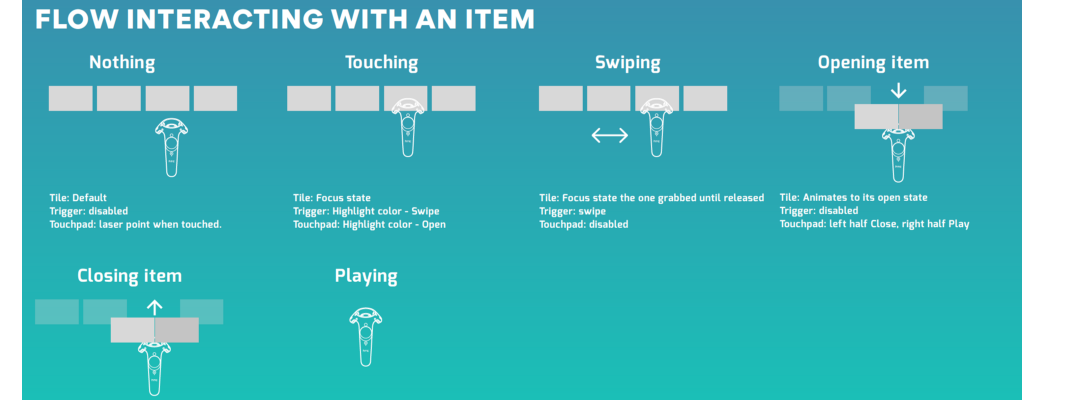 FLOW INTERACTING WITH AN ITEM
Nothing
Tile: Default
Trigger: disabled
Touchpad: laser point when touched.
Touching
Tile: Focus state
Trigger: Highlight color - Swipe
Touchpad: Highlight color - Open
Swiping
Tile: Focus state the one grabbed until released
Trigger: swipe
Touchpad: disabled
Opening item
Tile: Animates to its open state
Trigger: disabled
Touchpad: left half Close, right half Play
Closing item
Playing